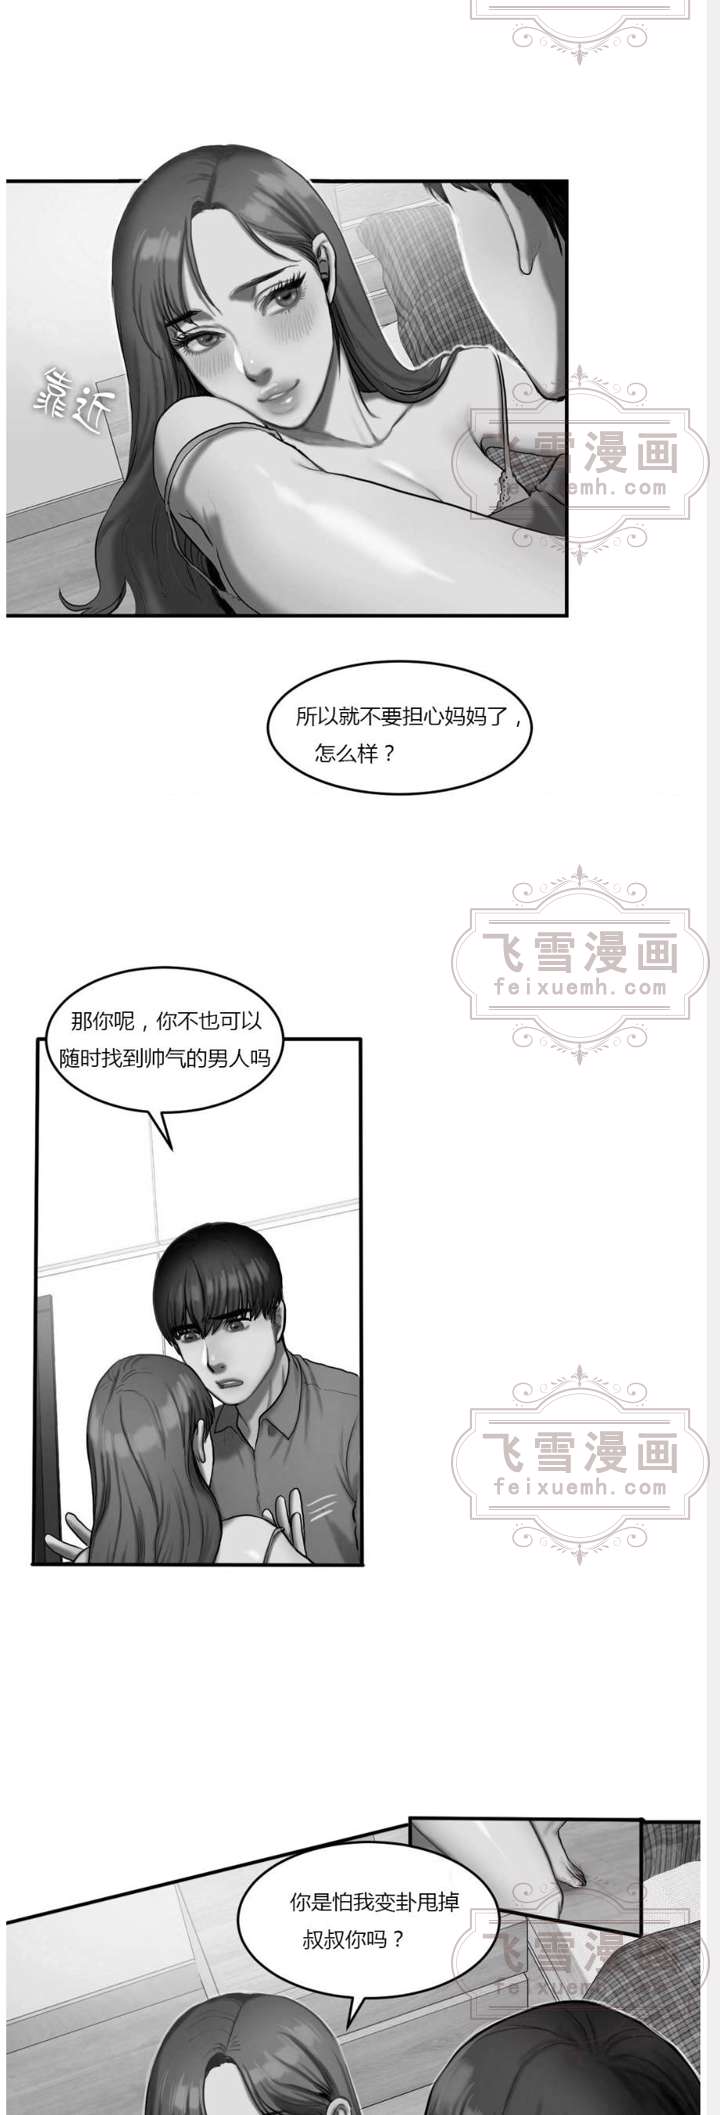 靠近
飞雪漫画
feixuemh.com
所以就不要担心妈妈了，
怎么样？
飞雪漫画
feixuemh.com
那你呢，你不也可以
随时找到帅气的男人吗
飞雪漫画
feixuemh.com
你是怕我变卦甩掉
叔叔你吗？
飞雪漫画
feixuemh.com